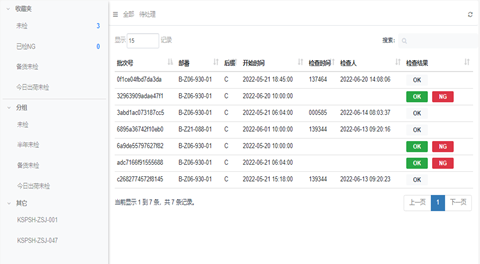 收藏夹
未检 3
已检NG 0
备货未检
今日出荷未检
分组
未检
半年未检
备货未检
今日出荷未检
其它
KSPSH-ZSJ-001
KSPSH-ZSJ-047
全部 待处理
显示 15 记录
搜索:
批次号 部番 后缀 开始时间 检查时间 检查人 检查结果
0f1ce04fbd7da3da B-Z06-930-01 C 2022-05-21 18:45:00 137464 2022-06-20 14:08:06 OK
32963909adae47f1 B-Z06-930-01 C 2022-06-20 10:00:00 OK NG
3abd1ac073187cc5 B-Z06-930-01 C 2022-05-21 06:04:00 000585 2022-06-14 08:03:37 OK
6895a36742f10eb0 B-Z21-088-01 C 2022-06-01 10:00:00 139344 2022-06-13 09:20:16 OK
6a9de55797627f82 B-Z06-930-01 C 2022-05-20 10:00:00 OK NG
adc7166f91555688 B-Z06-930-01 C 2022-06-21 06:04:00 OK NG
c2682774572f8145 B-Z06-930-01 C 2022-05-21 15:18:00 139344 2022-06-13 09:20:23 OK
当前显示 1 到 7 条，共 7 条记录。
上一页 1 下一页